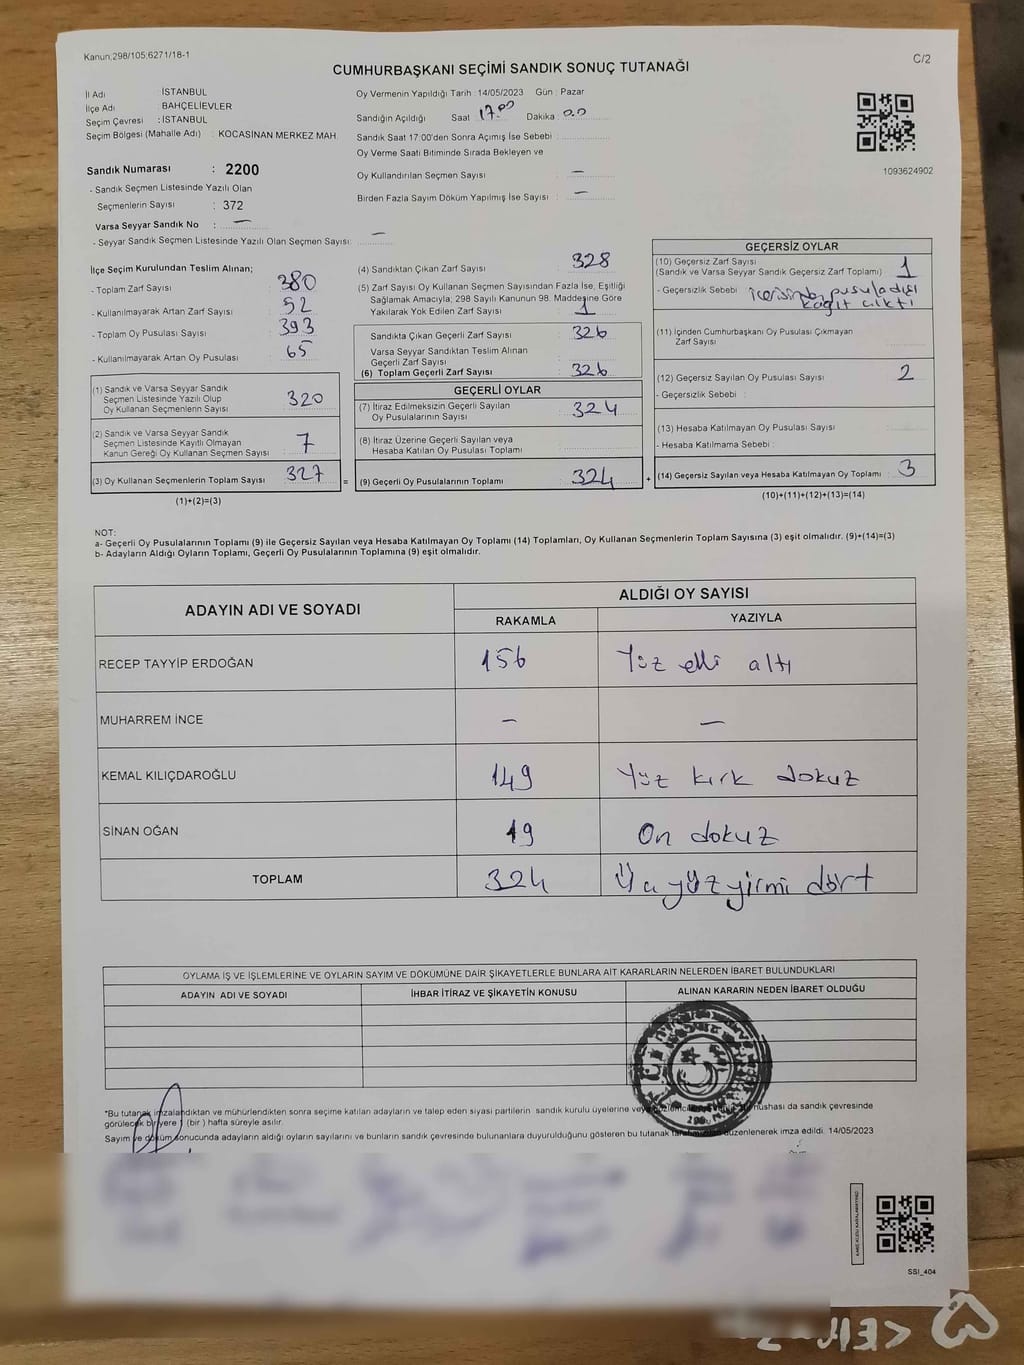 Kanun;298/105;6271/18-1
C/2
CUMHURBAŞKANI SEÇİMİ SANDIK SONUÇ TUTANAĞI
İl Adı : İSTANBUL
İlçe Adı : BAHÇELİEVLER
Seçim Çevresi : İSTANBUL
Seçim Bölgesi (Mahalle Adı) : KOCASİNAN MERKEZ MAH.
Oy Vermenin Yapıldığı Tarih : 14/05/2023 Gün : Pazar
Sandığın Açıldığı Saat 17.00 Dakika 0.0
Sandık Saat 17:00'den Sonra Açımış İse Sebebi :
Oy Verme Saati Bitiminde Sırada Bekleyen ve
Oy Kullandırılan Seçmen Sayısı : —
Birden Fazla Sayım Döküm Yapılmış İse Sayısı : —
1093624902
Sandık Numarası : 2200
- Sandık Seçmen Listesinde Yazılı Olan
Seçmenlerin Sayısı : 372
Varsa Seyyar Sandık No : —
- Seyyar Sandık Seçmen Listesinde Yazılı Olan Seçmen Sayısı: —
İlçe Seçim Kurulundan Teslim Alınan;
- Toplam Zarf Sayısı : 380
- Kullanılmayarak Artan Zarf Sayısı : 52
- Toplam Oy Pusulası Sayısı : 393
- Kullanılmayarak Artan Oy Pusulası : 65
(1) Sandık ve Varsa Seyyar Sandık
Seçmen Listesinde Yazılı Olup
Oy Kullanan Seçmenlerin Sayısı : 320
(2) Sandık ve Varsa Seyyar Sandık
Seçmen Listesinde Kayıtlı Olmayan
Kanun Gereği Oy Kullanan Seçmen Sayısı : 7
(3) Oy Kullanan Seçmenlerin Toplam Sayısı : 327 =
(1)+(2)=(3)
(4) Sandıktan Çıkan Zarf Sayısı : 328
(5) Zarf Sayısı Oy Kullanan Seçmen Sayısından Fazla İse, Eşitliği
Sağlamak Amacıyla, 298 Sayılı Kanunun 98. Maddesine Göre
Yakılarak Yok Edilen Zarf Sayısı : 1
Sandıkta Çıkan Geçerli Zarf Sayısı : 326
Varsa Seyyar Sandıktan Teslim Alınan
Geçerli Zarf Sayısı :
(6) Toplam Geçerli Zarf Sayısı : 326
GEÇERLİ OYLAR
(7) İtiraz Edilmeksizin Geçerli Sayılan
Oy Pusulalarının Sayısı : 324
(8) İtiraz Üzerine Geçerli Sayılan veya
Hesaba Katılan Oy Pusulası Toplamı :
(9) Geçerli Oy Pusulalarının Toplamı : 324 +
GEÇERSİZ OYLAR
(10) Geçersiz Zarf Sayısı
(Sandık ve Varsa Seyyar Sandık Geçersiz Zarf Toplamı) : 1
- Geçersizlik Sebebi : pusuladışı
kağıt çıktı
(11) İçinden Cumhurbaşkanı Oy Pusulası Çıkmayan
Zarf Sayısı :
(12) Geçersiz Sayılan Oy Pusulası Sayısı : 2
- Geçersizlik Sebebi :
(13) Hesaba Katılmayan Oy Pusulası Sayısı :
- Hesaba Katılmama Sebebi :
(14) Geçersiz Sayılan veya Hesaba Katılmayan Oy Toplamı : 3
(10)+(11)+(12)+(13)=(14)
NOT:
a- Geçerli Oy Pusulalarının Toplamı (9) ile Geçersiz Sayılan veya Hesaba Katılmayan Oy Toplamı (14) Toplamları, Oy Kullanan Seçmenlerin Toplam Sayısına (3) eşit olmalıdır. (9)+(14)=(3)
b- Adayların Aldığı Oyların Toplamı, Geçerli Oy Pusulalarının Toplamına (9) eşit olmalıdır.
ADAYIN ADI VE SOYADI
ALDIĞI OY SAYISI
RAKAMLA YAZIYLA
RECEP TAYYİP ERDOĞAN 156 Yüz elli altı
MUHARREM İNCE — —
KEMAL KILIÇDAROĞLU 149 Yüz kırk dokuz
SİNAN OĞAN 19 On dokuz
TOPLAM 324 Üç yüz yirmi dört
OYLAMA İŞ VE İŞLEMLERİNE VE OYLARIN SAYIM VE DÖKÜMÜNE DAİR ŞİKAYETLERLE BUNLARA AİT KARARLARIN NELERDEN İBARET BULUNDUKLARI
ADAYIN ADI VE SOYADI İHBAR İTİRAZ VE ŞİKAYETİN KONUSU ALINAN KARARIN NEDEN İBARET OLDUĞU
*Bu tutanak imzalandıktan ve mühürlendikten sonra seçime katılan adayların ve talep eden siyasi partilerin sandık kurulu üyelerine nüshası da sandık çevresinde
görülecek bir yere 1 (bir ) hafta süreyle asılır.
Sayım ve döküm sonucunda adayların aldığı oyların sayılarını ve bunların sandık çevresinde bulunanlara duyurulduğunu gösteren bu tutanak düzenlenerek imza edildi. 14/05/2023
SSİ_404